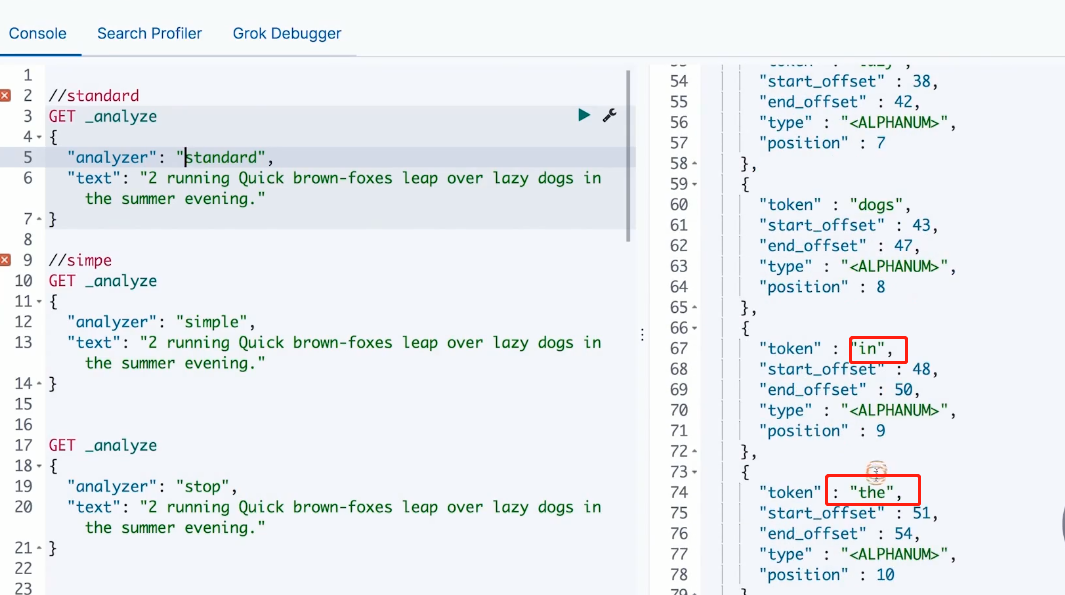 Console Search Profiler Grok Debugger
1
2 //standard
3 GET _analyze
4 {
5 "analyzer": "standard",
6 "text": "2 running Quick brown-foxes leap over lazy dogs in
the summer evening."
7 }
8
9 //simpe
10 GET _analyze
11 {
12 "analyzer": "simple",
13 "text": "2 running Quick brown-foxes leap over lazy dogs in
the summer evening."
14 }
15
16
17 GET _analyze
18 {
19 "analyzer": "stop",
20 "text": "2 running Quick brown-foxes leap over lazy dogs in
the summer evening."
21 }
22
23
53 "token" : "lazy",
54 "start_offset" : 38,
55 "end_offset" : 42,
56 "type" : "<ALPHANUM>",
57 "position" : 7
58 },
59 {
60 "token" : "dogs",
61 "start_offset" : 43,
62 "end_offset" : 47,
63 "type" : "<ALPHANUM>",
64 "position" : 8
65 },
66 {
67 "token" : "in",
68 "start_offset" : 48,
69 "end_offset" : 50,
70 "type" : "<ALPHANUM>",
71 "position" : 9
72 },
73 {
74 "token" : "the",
75 "start_offset" : 51,
76 "end_offset" : 54,
77 "type" : "<ALPHANUM>",
78 "position" : 10
79 }